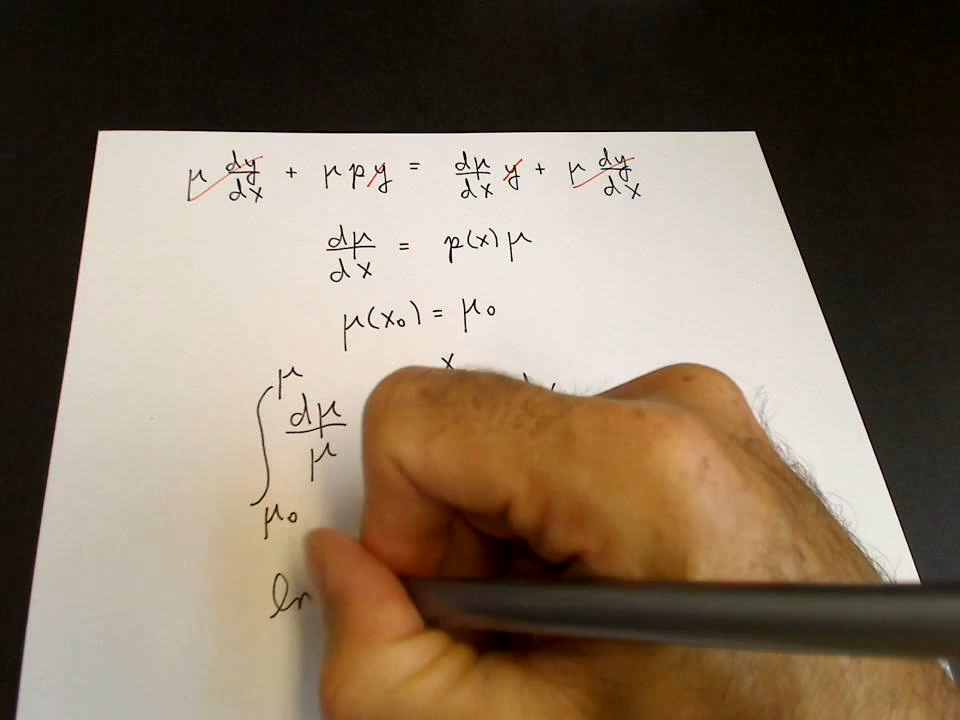 μ dy/dx + μpy = dμ/dx y + μ dy/dx
dμ/dx = p(x)μ
μ(x₀) = μ₀
∫_{μ₀}^{μ} dμ/μ x
ln